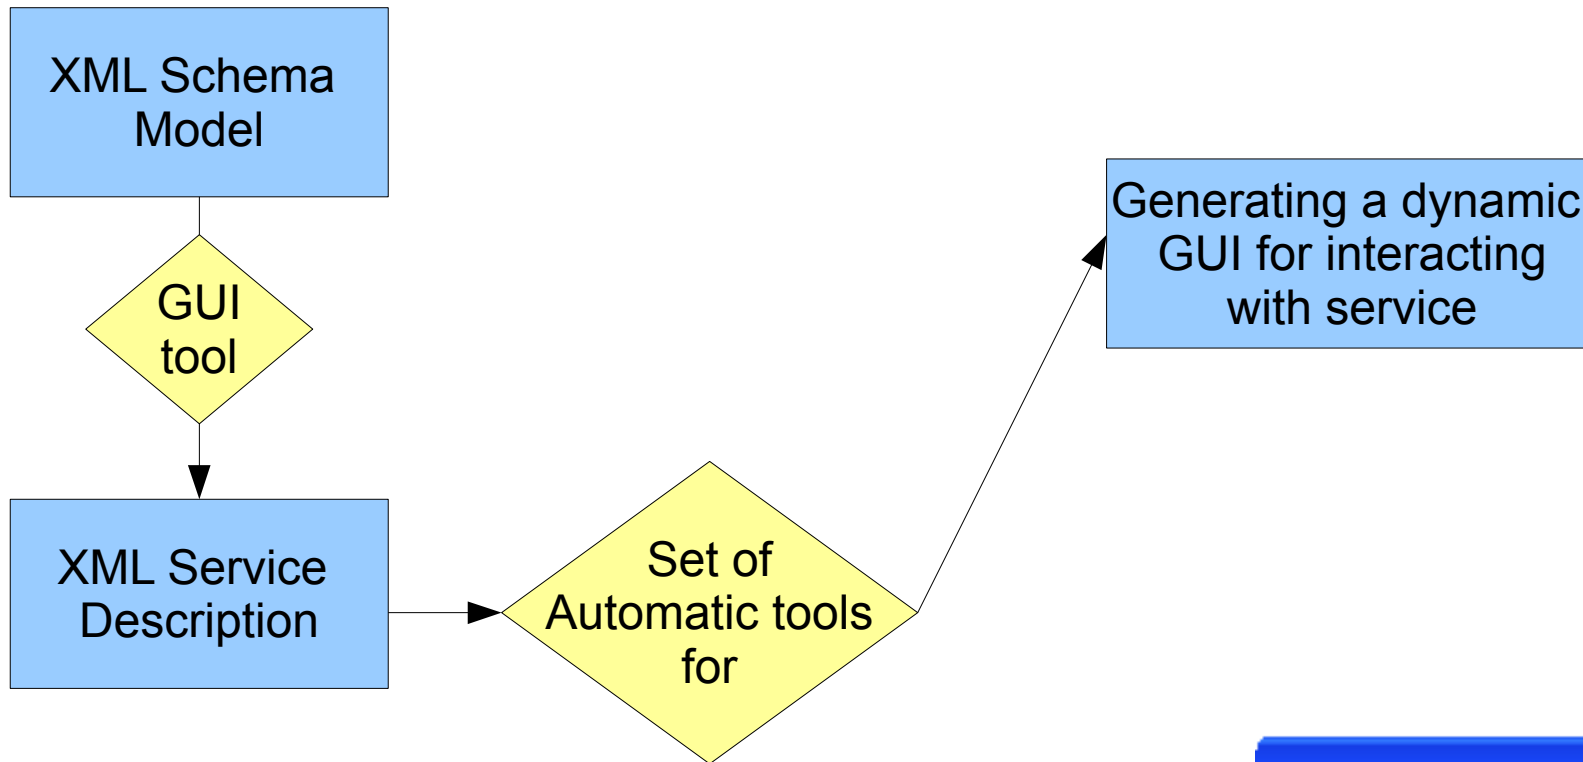 XML Schema
Model
GUI
tool
XML Service
Description
Set of
Automatic tools
for
Generating a dynamic
GUI for interacting
with service